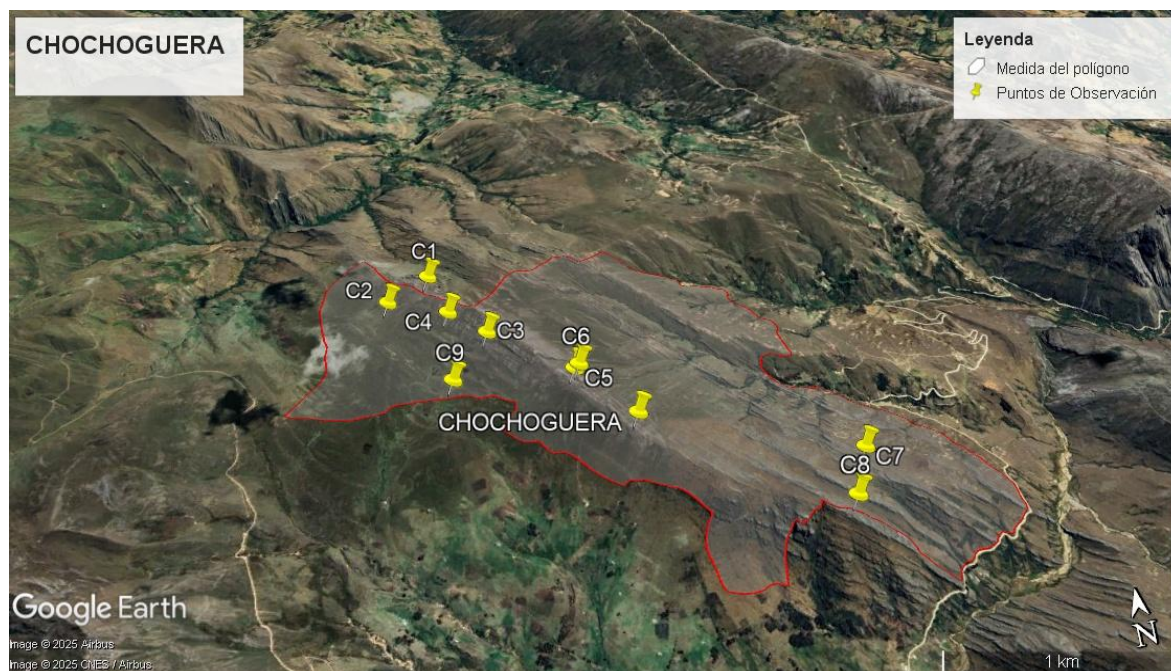 CHOCHOGUERA
Leyenda
Medida del polígono
Puntos de Observación
C1
C2
C4
C3
C6
C9
C5
CHOCHOGUERA
C7
C8
Google Earth
Image © 2025 Airbus
Image © 2025 CNES / Airbus
N
1 km